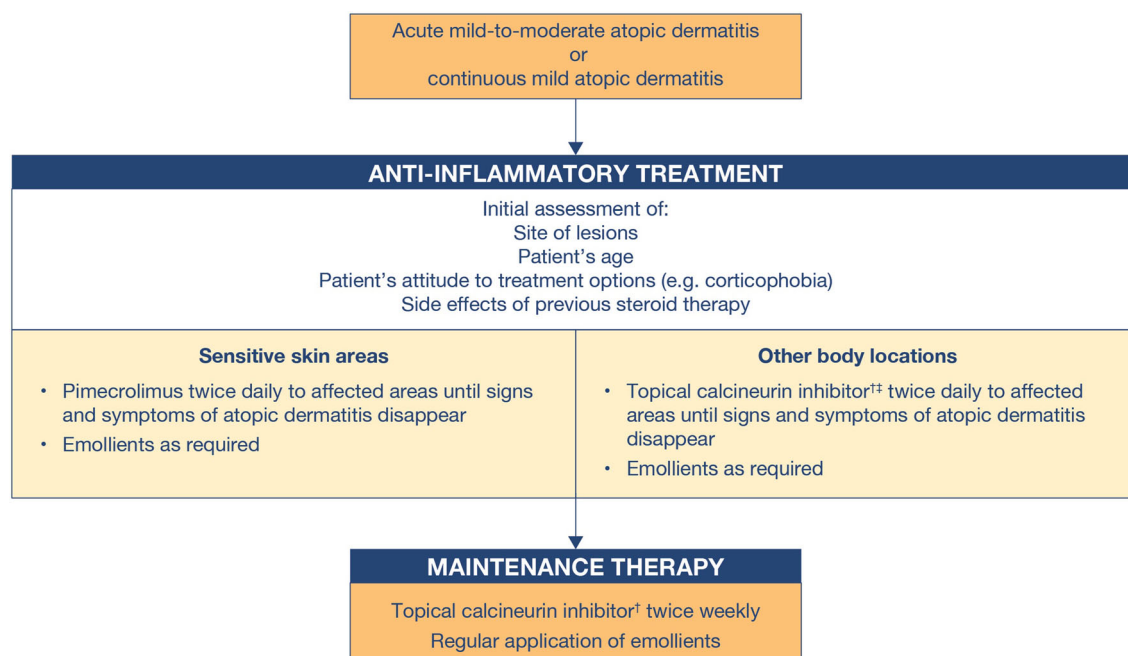 Acute mild-to-moderate atopic dermatitis
or
continuous mild atopic dermatitis
ANTI-INFLAMMATORY TREATMENT
Initial assessment of:
Site of lesions
Patient’s age
Patient’s attitude to treatment options (e.g. corticophobia)
Side effects of previous steroid therapy
Sensitive skin areas
• Pimecrolimus twice daily to affected areas until signs
and symptoms of atopic dermatitis disappear
• Emollients as required
Other body locations
• Topical calcineurin inhibitor†‡ twice daily to affected
areas until signs and symptoms of atopic dermatitis
disappear
• Emollients as required
MAINTENANCE THERAPY
Topical calcineurin inhibitor† twice weekly
Regular application of emollients